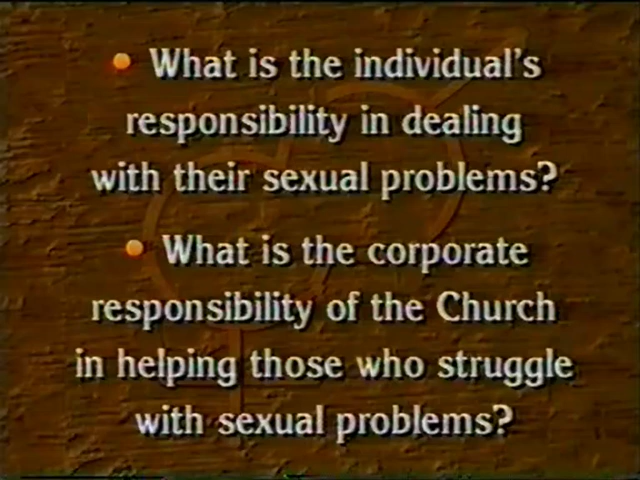 • What is the individual's
responsibility in dealing
with their sexual problems?
• What is the corporate
responsibility of the Church
in helping those who struggle
with sexual problems?